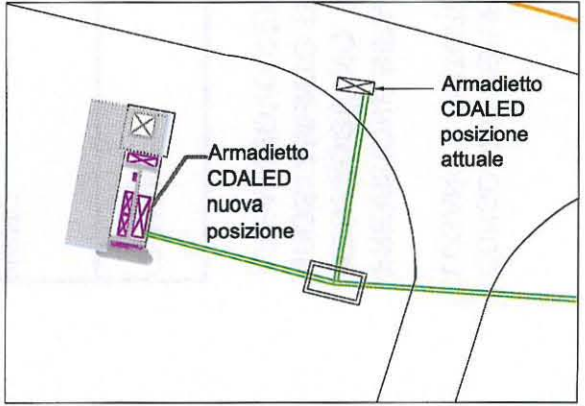 Armadietto
CDALED
posizione
attuale
Armadietto
CDALED
nuova
posizione